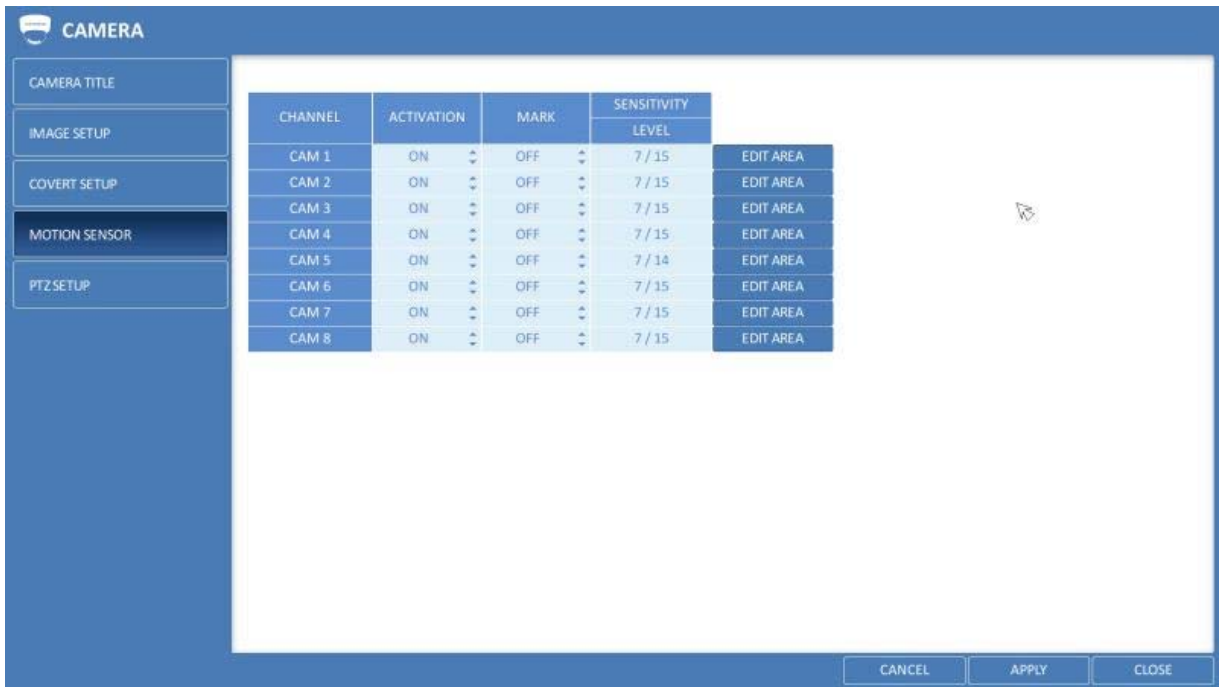 CAMERA
CAMERA TITLE
IMAGE SETUP
COVERT SETUP
MOTION SENSOR
PTZ SETUP
CHANNEL ACTIVATION MARK SENSITIVITY
LEVEL
CAM 1 ON OFF 7 / 15 EDIT AREA
CAM 2 ON OFF 7 / 15 EDIT AREA
CAM 3 ON OFF 7 / 15 EDIT AREA
CAM 4 ON OFF 7 / 15 EDIT AREA
CAM 5 ON OFF 7 / 14 EDIT AREA
CAM 6 ON OFF 7 / 15 EDIT AREA
CAM 7 ON OFF 7 / 15 EDIT AREA
CAM 8 ON OFF 7 / 15 EDIT AREA
CANCEL APPLY CLOSE